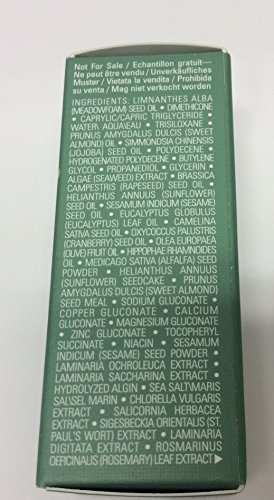 Not For Sale / Echantillon gratuit—
Ne peut être vendu / Unverkäufliches
Muster / Vietata la vendita / Prohibida
su venta / Mag niet verkocht worden
INGREDIENTS: LIMNANTHES ALBA
(MEADOWFOAM) SEED OIL • DIMETHICONE
• CAPRYLIC/CAPRIC TRIGLYCERIDE •
WATER\AQUA\EAU • TRISILOXANE •
PRUNUS AMYGDALUS DULCIS (SWEET
ALMOND) OIL • SIMMONDSIA CHINENSIS
(JOJOBA) SEED OIL • POLYDECENE •
HYDROGENATED POLYDECENE • BUTYLENE
GLYCOL • PROPANEDIOL • GLYCERIN •
ALGAE (SEAWEED) EXTRACT • BRASSICA
CAMPESTRIS (RAPESEED) SEED OIL •
HELIANTHUS ANNUUS (SUNFLOWER)
SEED OIL • SESAMUM INDICUM (SESAME)
SEED OIL • EUCALYPTUS GLOBULUS
(EUCALYPTUS) LEAF OIL • CAMELINA
SATIVA SEED OIL • OXYCOCCUS PALUSTRIS
(CRANBERRY) SEED OIL • OLEA EUROPAEA
(OLIVE) FRUIT OIL • HIPPOPHAE RHAMNOIDES
OIL • MEDICAGO SATIVA (ALFALFA) SEED
POWDER • HELIANTHUS ANNUUS
(SUNFLOWER) SEEDCAKE • PRUNUS
AMYGDALUS DULCIS (SWEET ALMOND)
SEED MEAL • SODIUM GLUCONATE •
COPPER GLUCONATE • CALCIUM
GLUCONATE • MAGNESIUM GLUCONATE
• ZINC GLUCONATE • TOCOPHERYL
SUCCINATE • NIACIN • SESAMUM
INDICUM (SESAME) SEED POWDER •
LAMINARIA OCHROLEUCA EXTRACT •
LAMINARIA SACCHARINA EXTRACT •
HYDROLYZED ALGIN • SEA SALT\MARIS
SAL\SEL MARIN • CHLORELLA VULGARIS
EXTRACT • SALICORNIA HERBACEA
EXTRACT • SIGESBECKIA ORIENTALIS (ST.
PAUL'S WORT) EXTRACT • LAMINARIA
DIGITATA EXTRACT • ROSMARINUS
OFFICINALIS (ROSEMARY) LEAF EXTRACT ▶